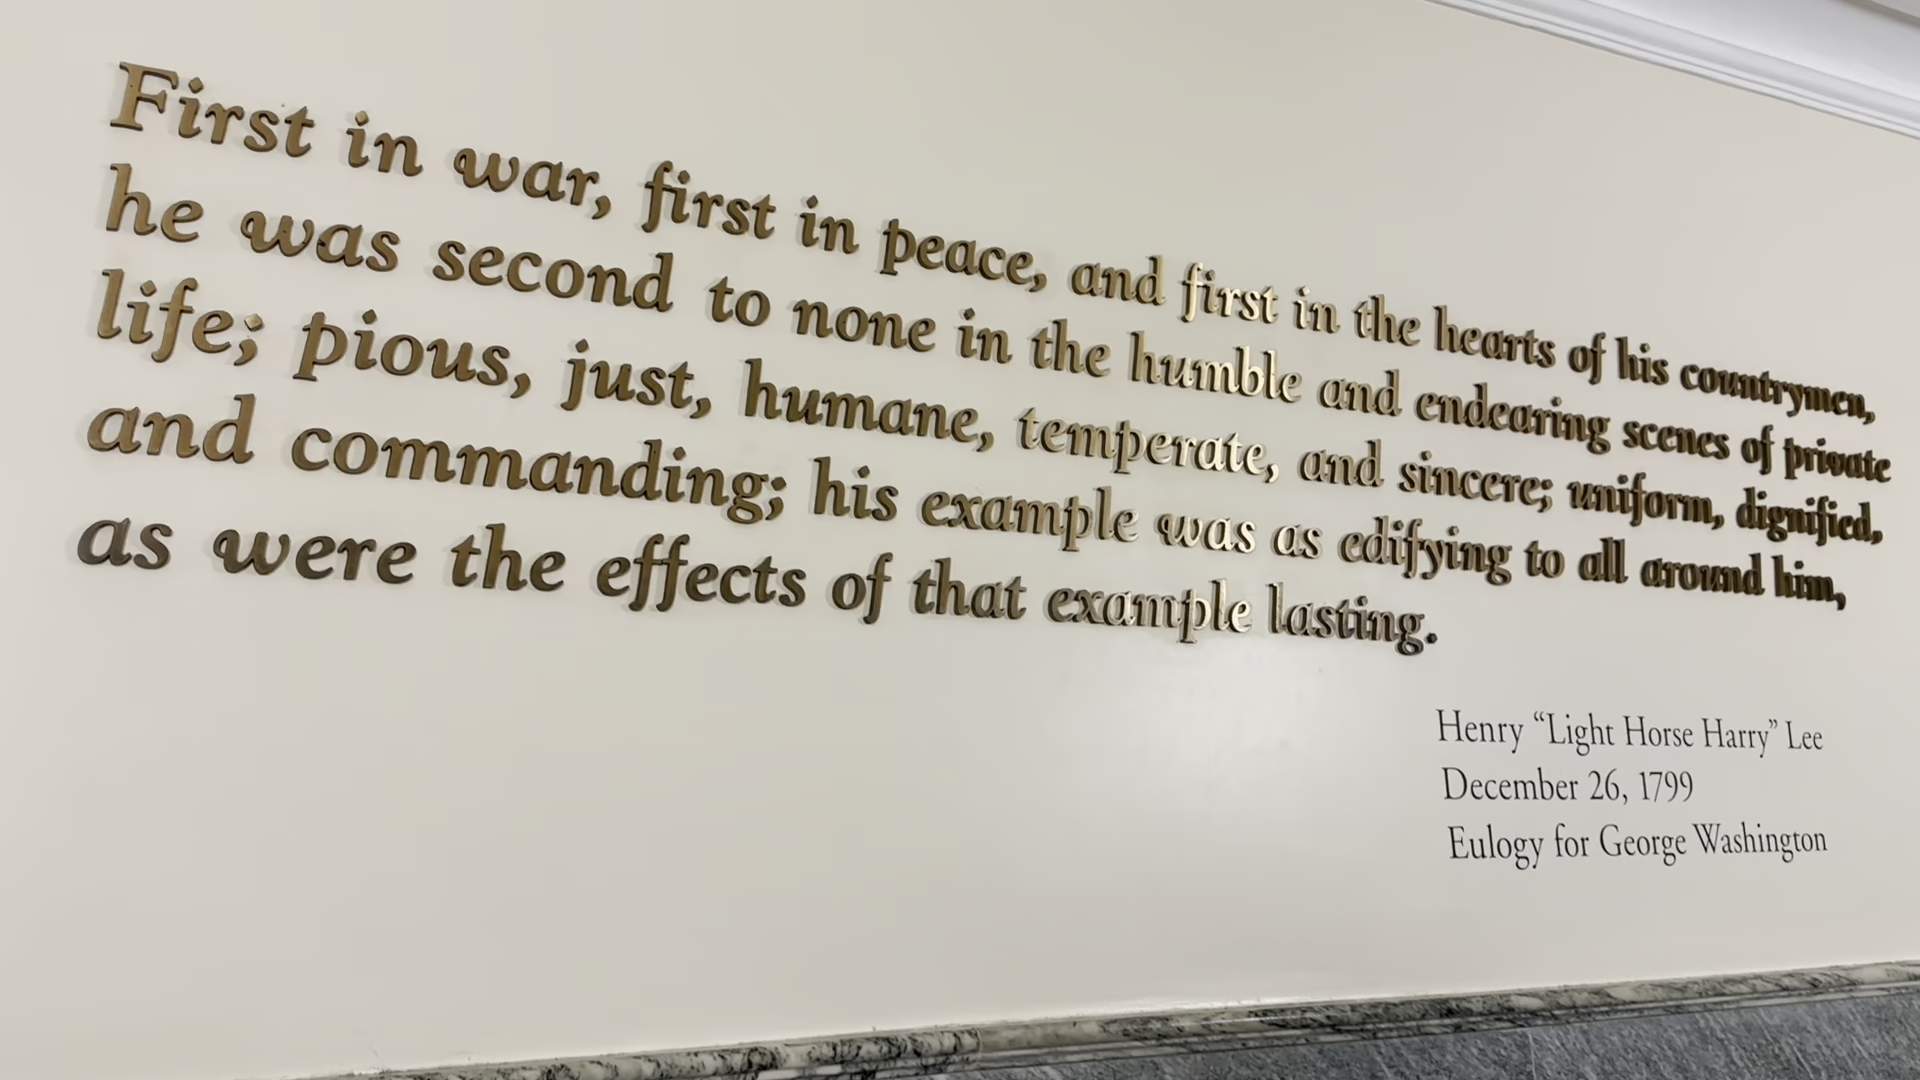 First in war, first in peace, and first in the hearts of his countrymen,
he was second to none in the humble and endearing scenes of private
life; pious, just, humane, temperate, and sincere; uniform, dignified,
and commanding; his example was as edifying to all around him,
as were the effects of that example lasting.
Henry “Light Horse Harry” Lee
December 26, 1799
Eulogy for George Washington